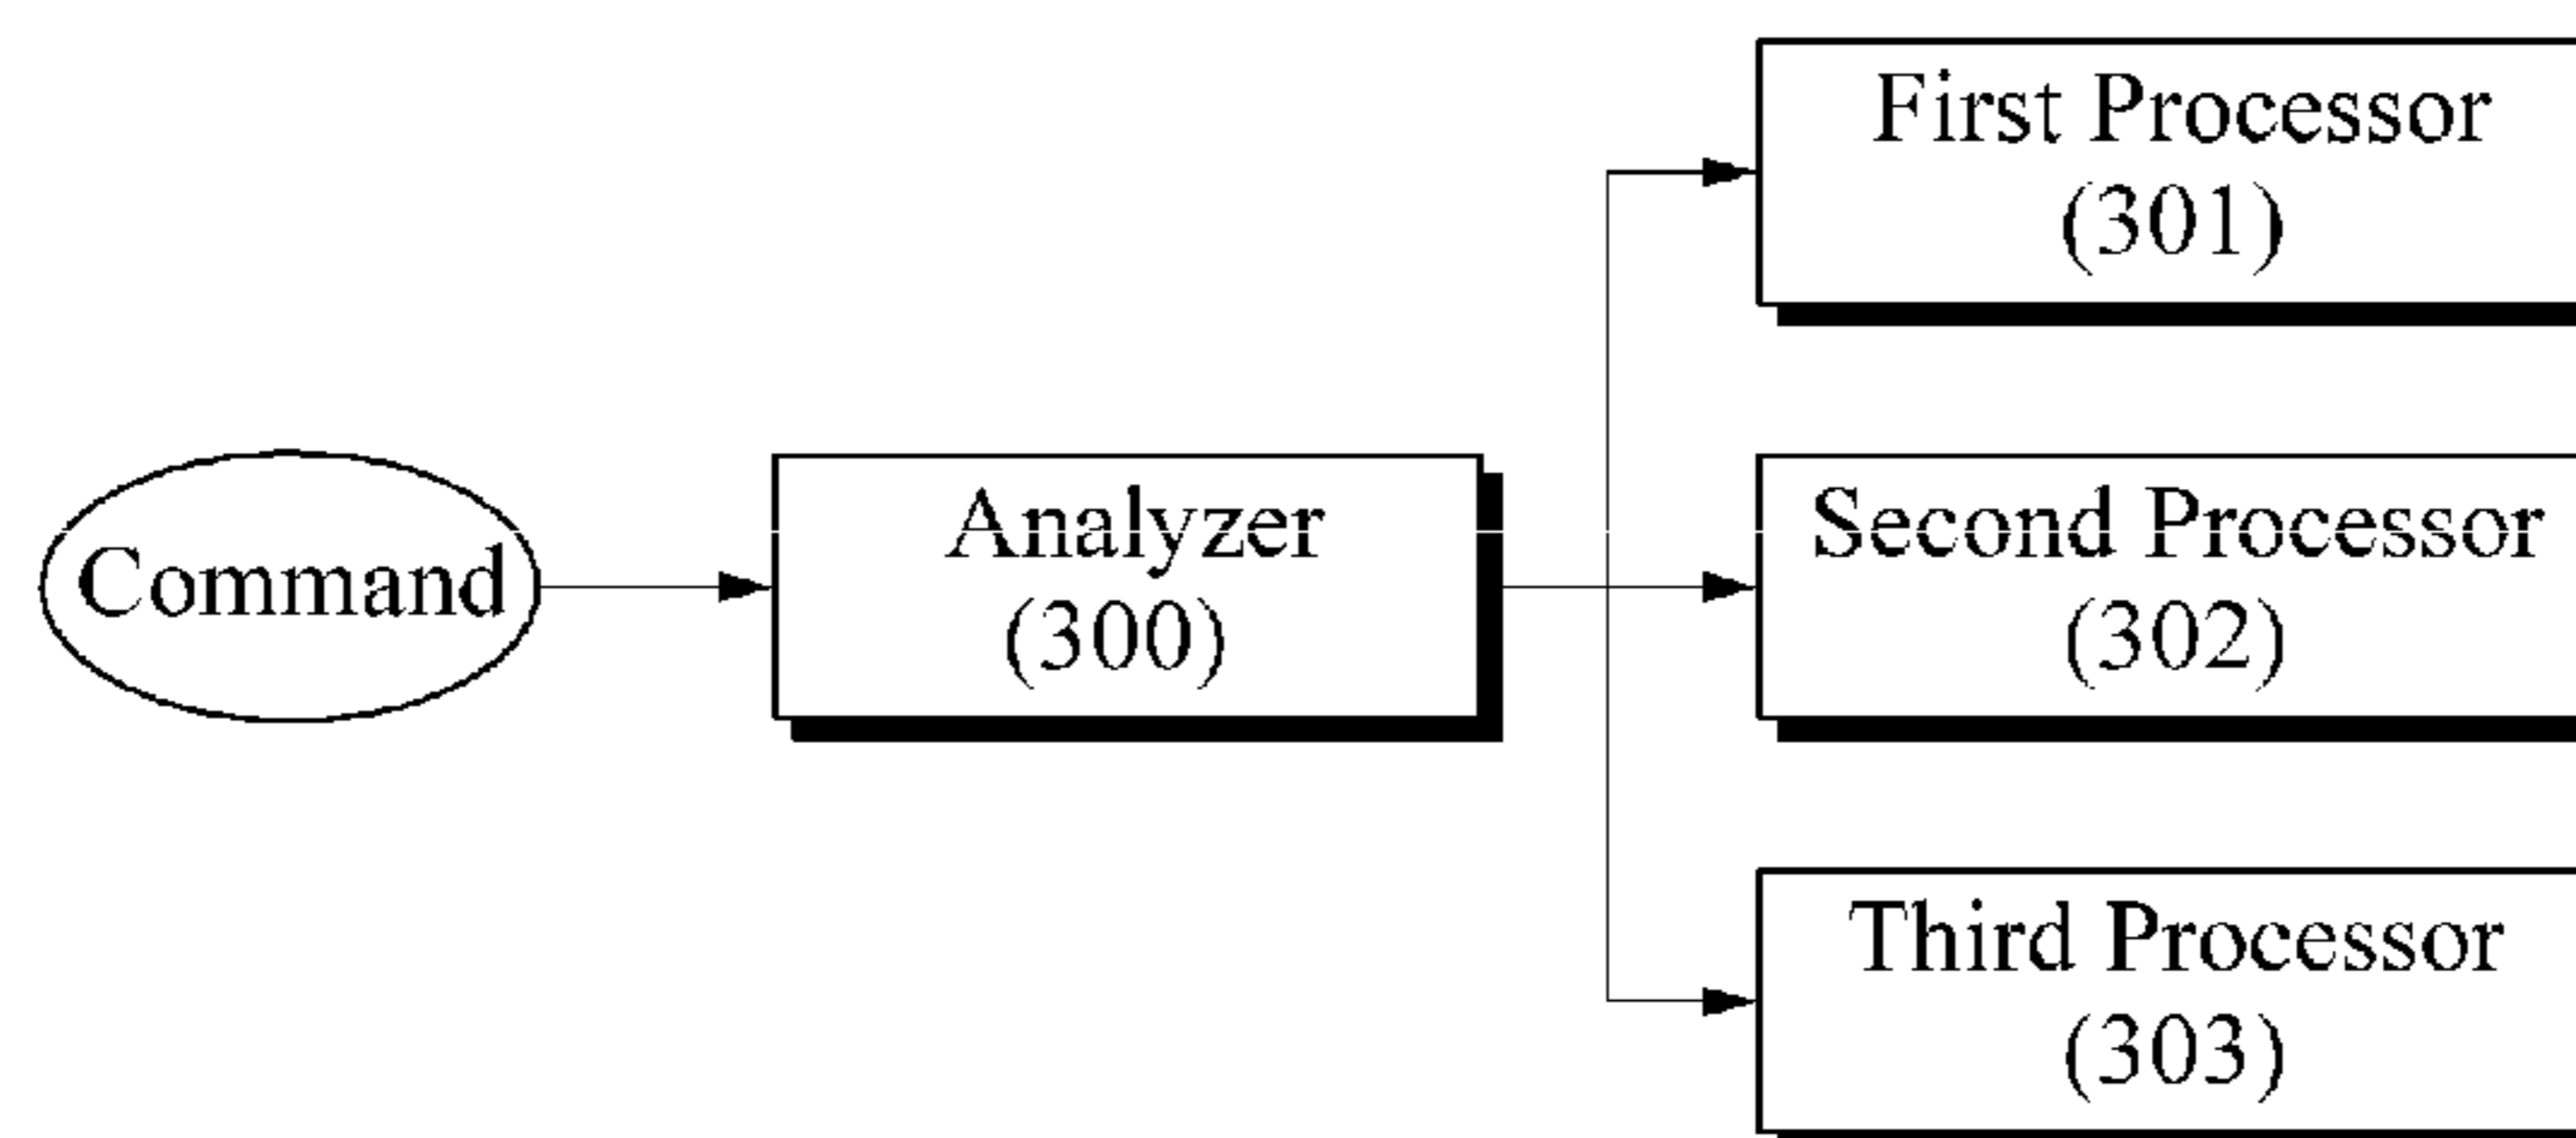 First Processor
(301)
Command
Analyzer
(300)
Second Processor
(302)
Third Processor
(303)